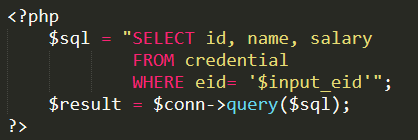 <?php
$sql = "SELECT id, name, salary
FROM credential
WHERE eid= '$input_eid'";
$result = $conn->query($sql);
?>